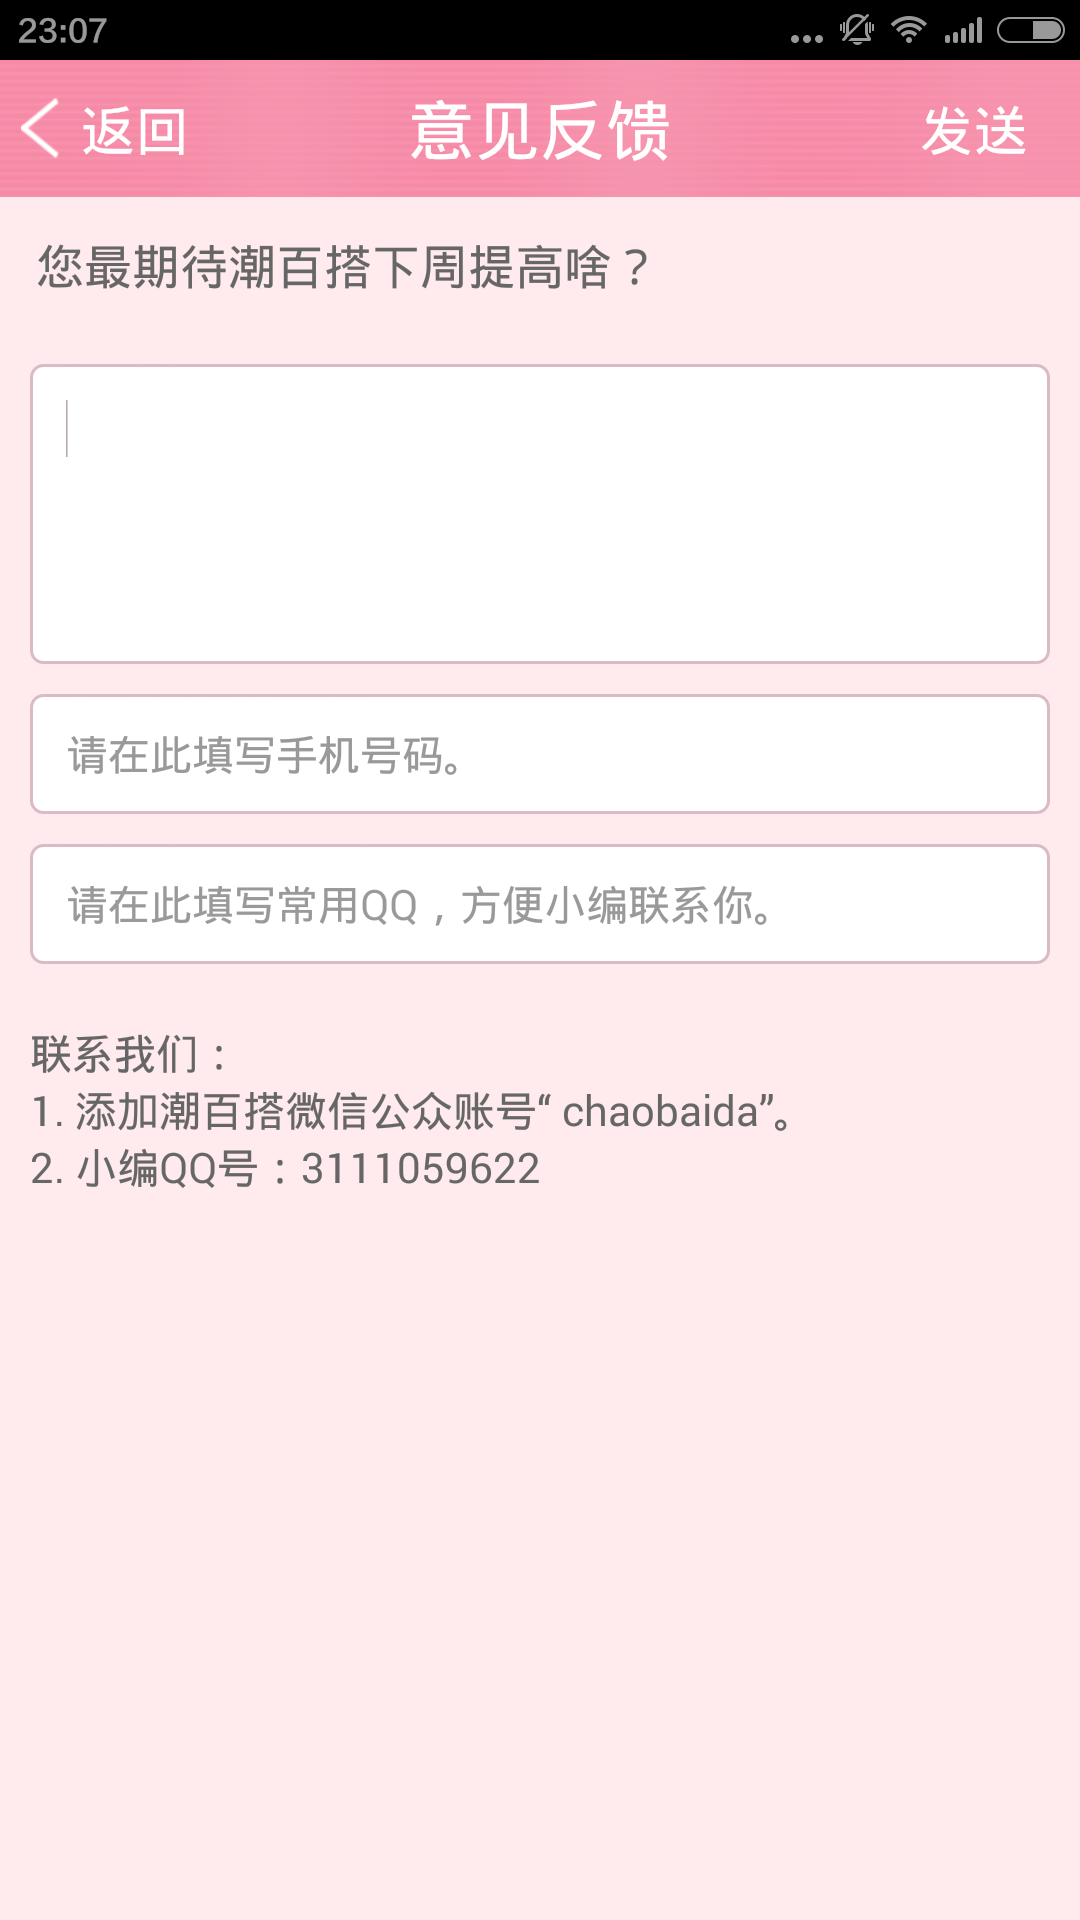 23:07
返回
意见反馈
发送
您最期待潮百搭下周提高啥？
请在此填写手机号码。
请在此填写常用QQ，方便小编联系你。
联系我们：
1. 添加潮百搭微信公众账号“ chaobaida”。
2. 小编QQ号：3111059622